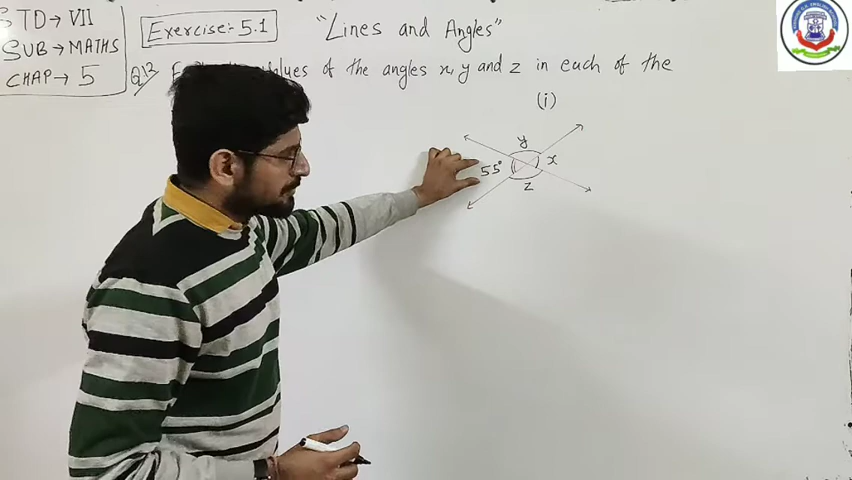 STD → VII
SUB → MATHS
CHAP → 5
Exercise:- 5.1
"Lines and Angles"
Q13 values of the angles x, y and z in each of the
(i)
y
55° x
z